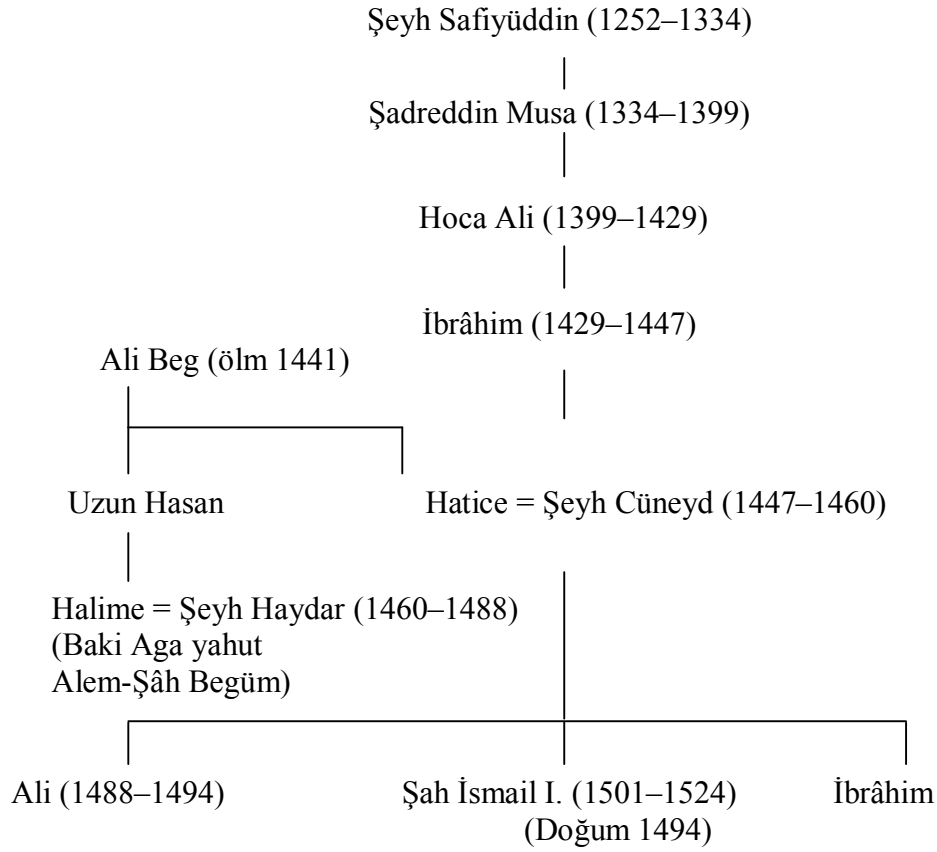 Şeyh Safiyüddin (1252–1334)
Şadreddin Musa (1334–1399)
Hoca Ali (1399–1429)
İbrâhim (1429–1447)
Ali Beg (ölm 1441)
Uzun Hasan
Hatice = Şeyh Cüneyd (1447–1460)
Halime = Şeyh Haydar (1460–1488)
(Baki Aga yahut
Alem-Şâh Begüm)
Ali (1488–1494)
Şah İsmail I. (1501–1524)
(Doğum 1494)
İbrâhim